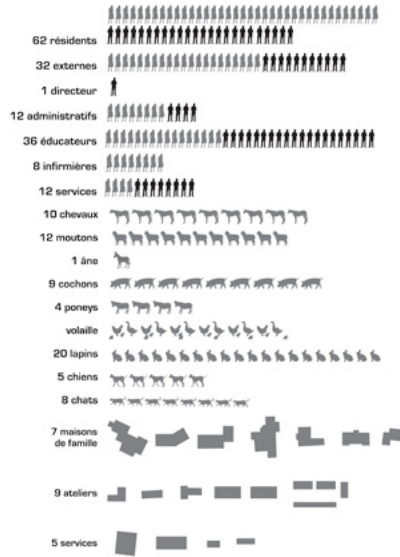 62 résidents
32 externes
1 directeur
12 administratifs
36 éducateurs
8 infirmières
12 services
10 chevaux
12 moutons
1 âne
9 cochons
4 poneys
volaille
20 lapins
5 chiens
8 chats
7 maisons
de famille
9 ateliers
5 services